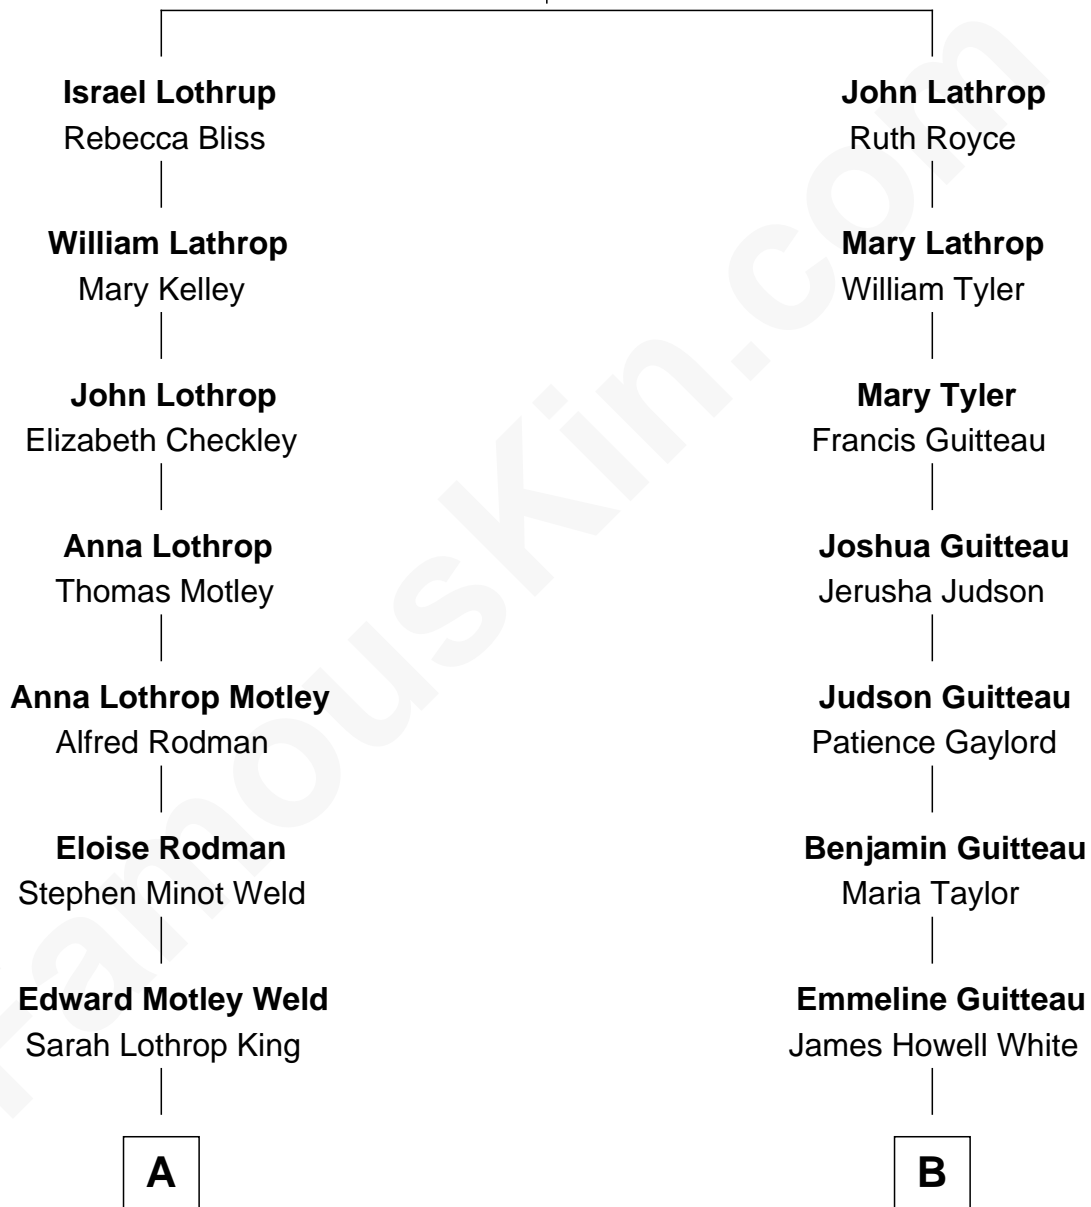 Israel Lothrup
Rebecca Bliss
William Lathrop
Mary Kelley
John Lothrop
Elizabeth Checkley
Anna Lothrop
Thomas Motley
Anna Lothrop Motley
Alfred Rodman
Eloise Rodman
Stephen Minot Weld
Edward Motley Weld
Sarah Lothrop King
A
John Lathrop
Ruth Royce
Mary Lathrop
William Tyler
Mary Tyler
Francis Guitteau
Joshua Guitteau
Jerusha Judson
Judson Guitteau
Patience Gaylord
Benjamin Guitteau
Maria Taylor
Emmeline Guitteau
James Howell White
B
FamousKin.com